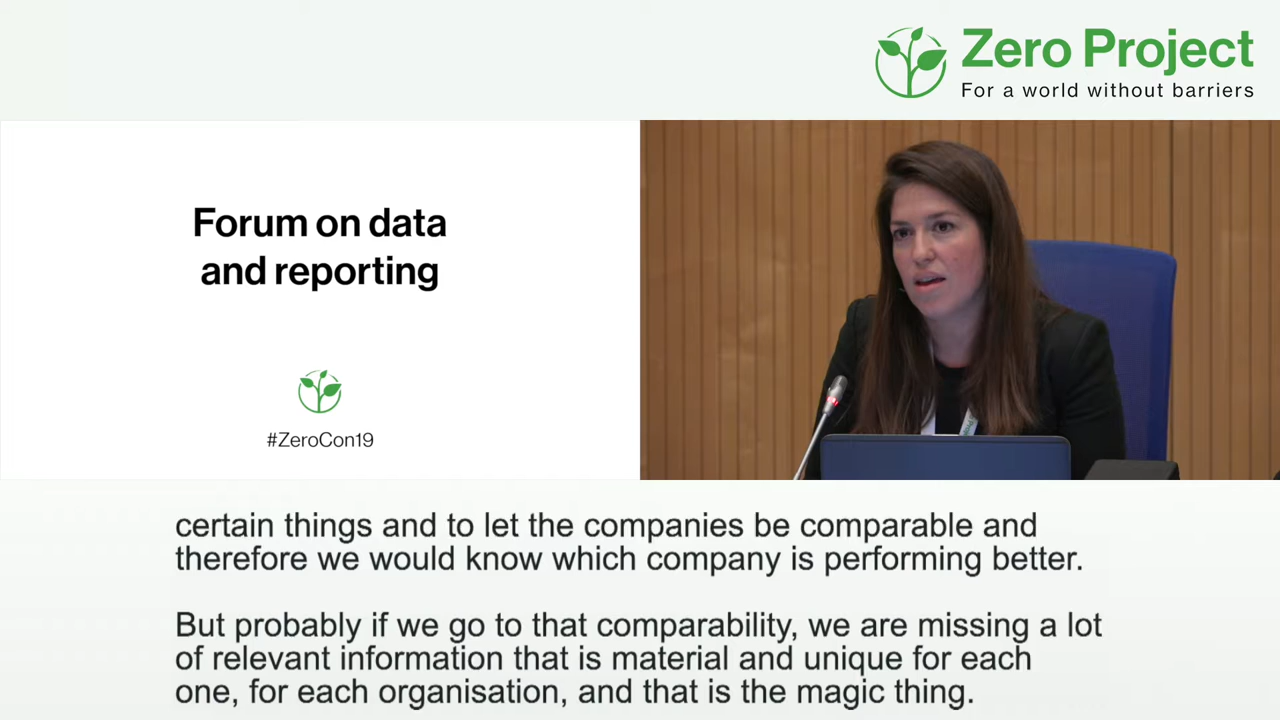 Zero Project
For a world without barriers
Forum on data
and reporting
#ZeroCon19
certain things and to let the companies be comparable and
therefore we would know which company is performing better.
But probably if we go to that comparability, we are missing a lot
of relevant information that is material and unique for each
one, for each organisation, and that is the magic thing.